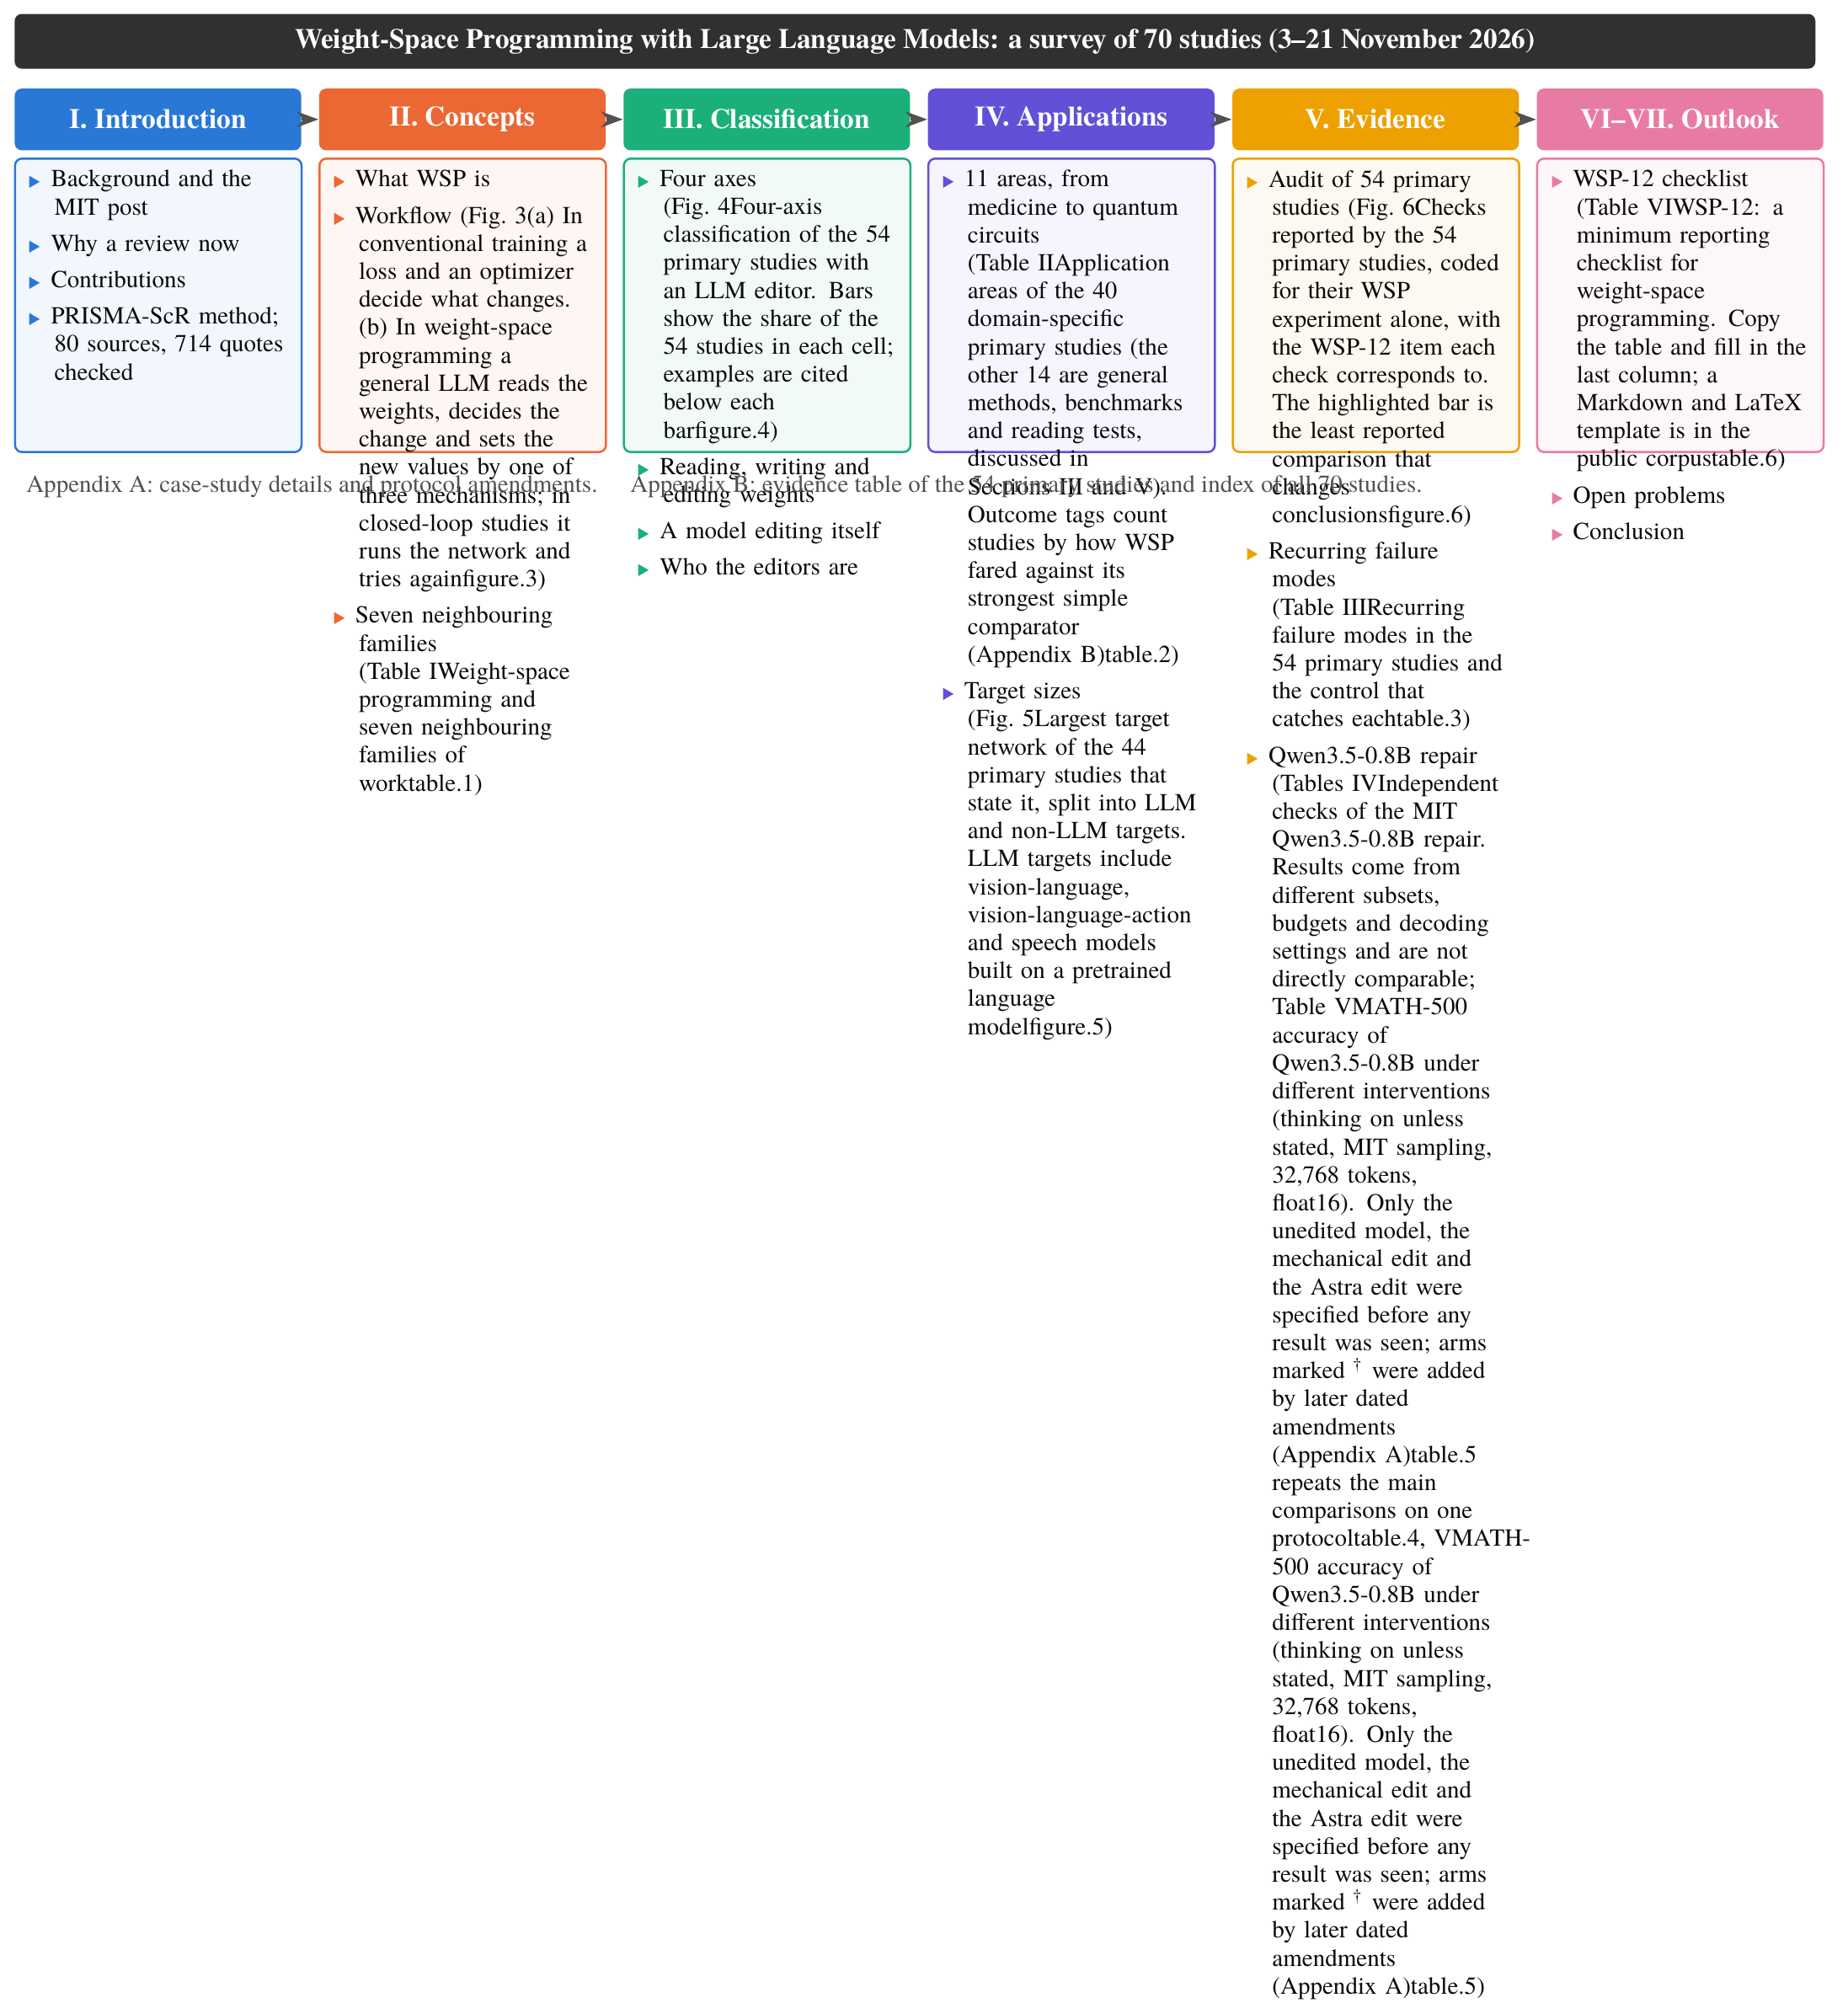 Weight-Space Programming with Large Language Models: a survey of 70 studies (3–21 November 2026)
I. Introduction
Background and the
MIT post
Why a review now
Contributions
PRISMA-ScR method;
80 sources, 714 quotes
checked
II. Concepts
What WSP is
Workflow (Fig. 3(a) In
conventional training a
loss and an optimizer
decide what changes.
(b) In weight-space
programming a
general LLM reads the
weights, decides the
change and sets the
new values by one of
three mechanisms; in
closed-loop studies it
runs the network and
tries againfigure.3)
Seven neighbouring
families
(Table IWeight-space
programming and
seven neighbouring
families of
worktable.1)
III. Classification
Four axes
(Fig. 4Four-axis
classification of the 54
primary studies with
an LLM editor. Bars
show the share of the
54 studies in each cell;
examples are cited
below each
barfigure.4)
Reading, writing and
editing weights
A model editing itself
Who the editors are
IV. Applications
11 areas, from
medicine to quantum
circuits
(Table IIApplication
areas of the 40
domain-specific
primary studies (the
other 14 are general
methods, benchmarks
and reading tests,
discussed in
Sections III and V).
Outcome tags count
studies by how WSP
fared against its
strongest simple
comparator
(Appendix B)table.2)
Target sizes
(Fig. 5Largest target
network of the 44
primary studies that
state it, split into LLM
and non-LLM targets.
LLM targets include
vision-language,
vision-language-action
and speech models
built on a pretrained
language
modelfigure.5)
V. Evidence
Audit of 54 primary
studies (Fig. 6Checks
reported by the 54
primary studies, coded
for their WSP
experiment alone, with
the WSP-12 item each
check corresponds to.
The highlighted bar is
the least reported
comparison that
changes
conclusionsfigure.6)
Recurring failure
modes
(Table IIIRecurring
failure modes in the
54 primary studies and
the control that
catches eachtable.3)
Qwen3.5-0.8B repair
(Tables IVIndependent
checks of the MIT
Qwen3.5-0.8B repair.
Results come from
different subsets,
budgets and decoding
settings and are not
directly comparable;
Table VMATH-500
accuracy of
Qwen3.5-0.8B under
different interventions
(thinking on unless
stated, MIT sampling,
32,768 tokens,
float16). Only the
unedited model, the
mechanical edit and
the Astra edit were
specified before any
result was seen; arms
marked † were added
by later dated
amendments
(Appendix A)table.5
repeats the main
comparisons on one
protocoltable.4, VMATH-
500 accuracy of
Qwen3.5-0.8B under
different interventions
(thinking on unless
stated, MIT sampling,
32,768 tokens,
float16). Only the
unedited model, the
mechanical edit and
the Astra edit were
specified before any
result was seen; arms
marked † were added
by later dated
amendments
(Appendix A)table.5)
VI–VII. Outlook
WSP-12 checklist
(Table VIWSP-12: a
minimum reporting
checklist for
weight-space
programming. Copy
the table and fill in the
last column; a
Markdown and LaTeX
template is in the
public corpustable.6)
Open problems
Conclusion
Appendix A: case-study details and protocol amendments.
Appendix B: evidence table of the 54 primary studies and index of all 70 studies.